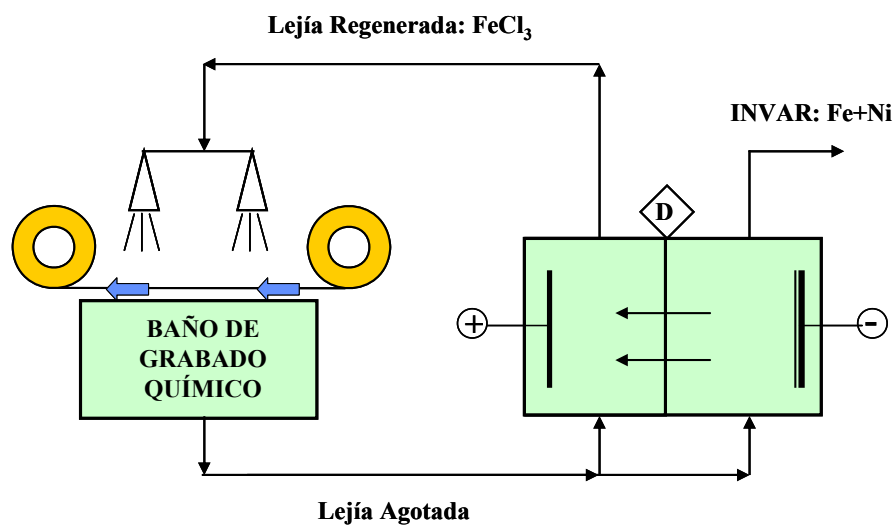 Lejía Regenerada: FeCl₃
INVAR: Fe+Ni
D
+
-
BAÑO DE
GRABADO
QUÍMICO
Lejía Agotada